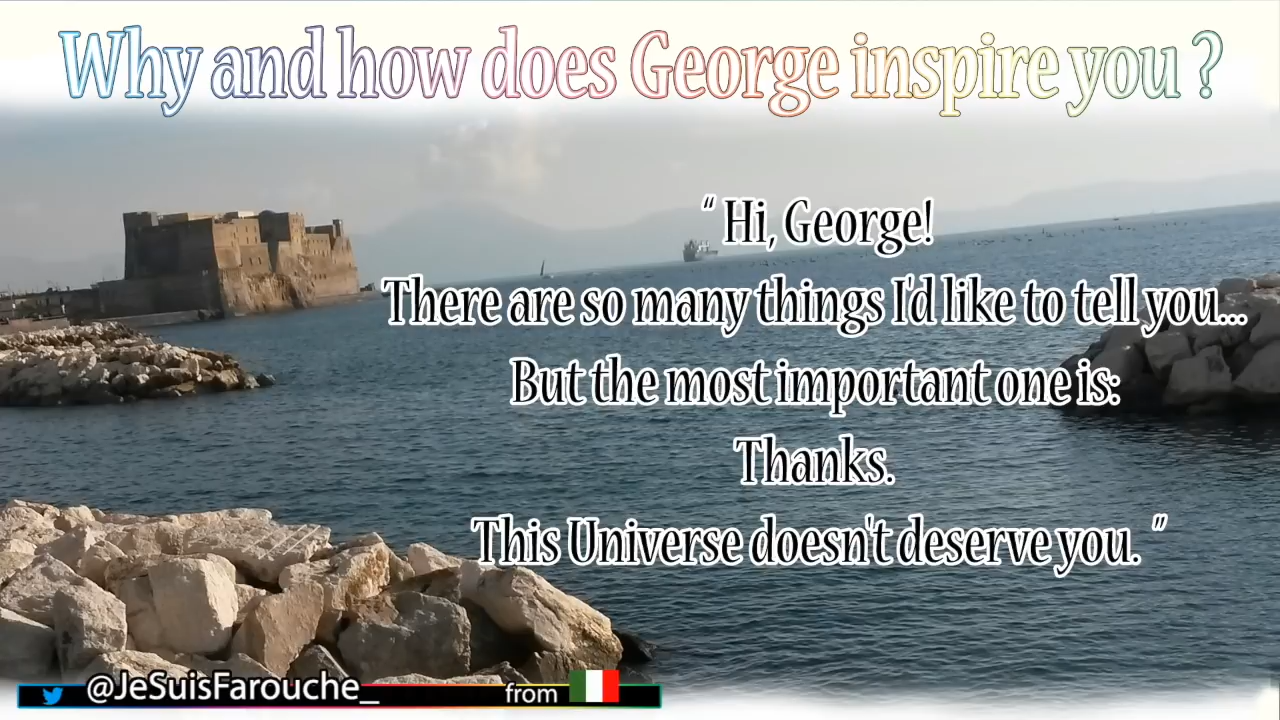 Why and how does George inspire you ?
“ Hi, George!
There are so many things I'd like to tell you...
But the most important one is:
Thanks.
This Universe doesn't deserve you. ”
@JeSuisFarouche_ from